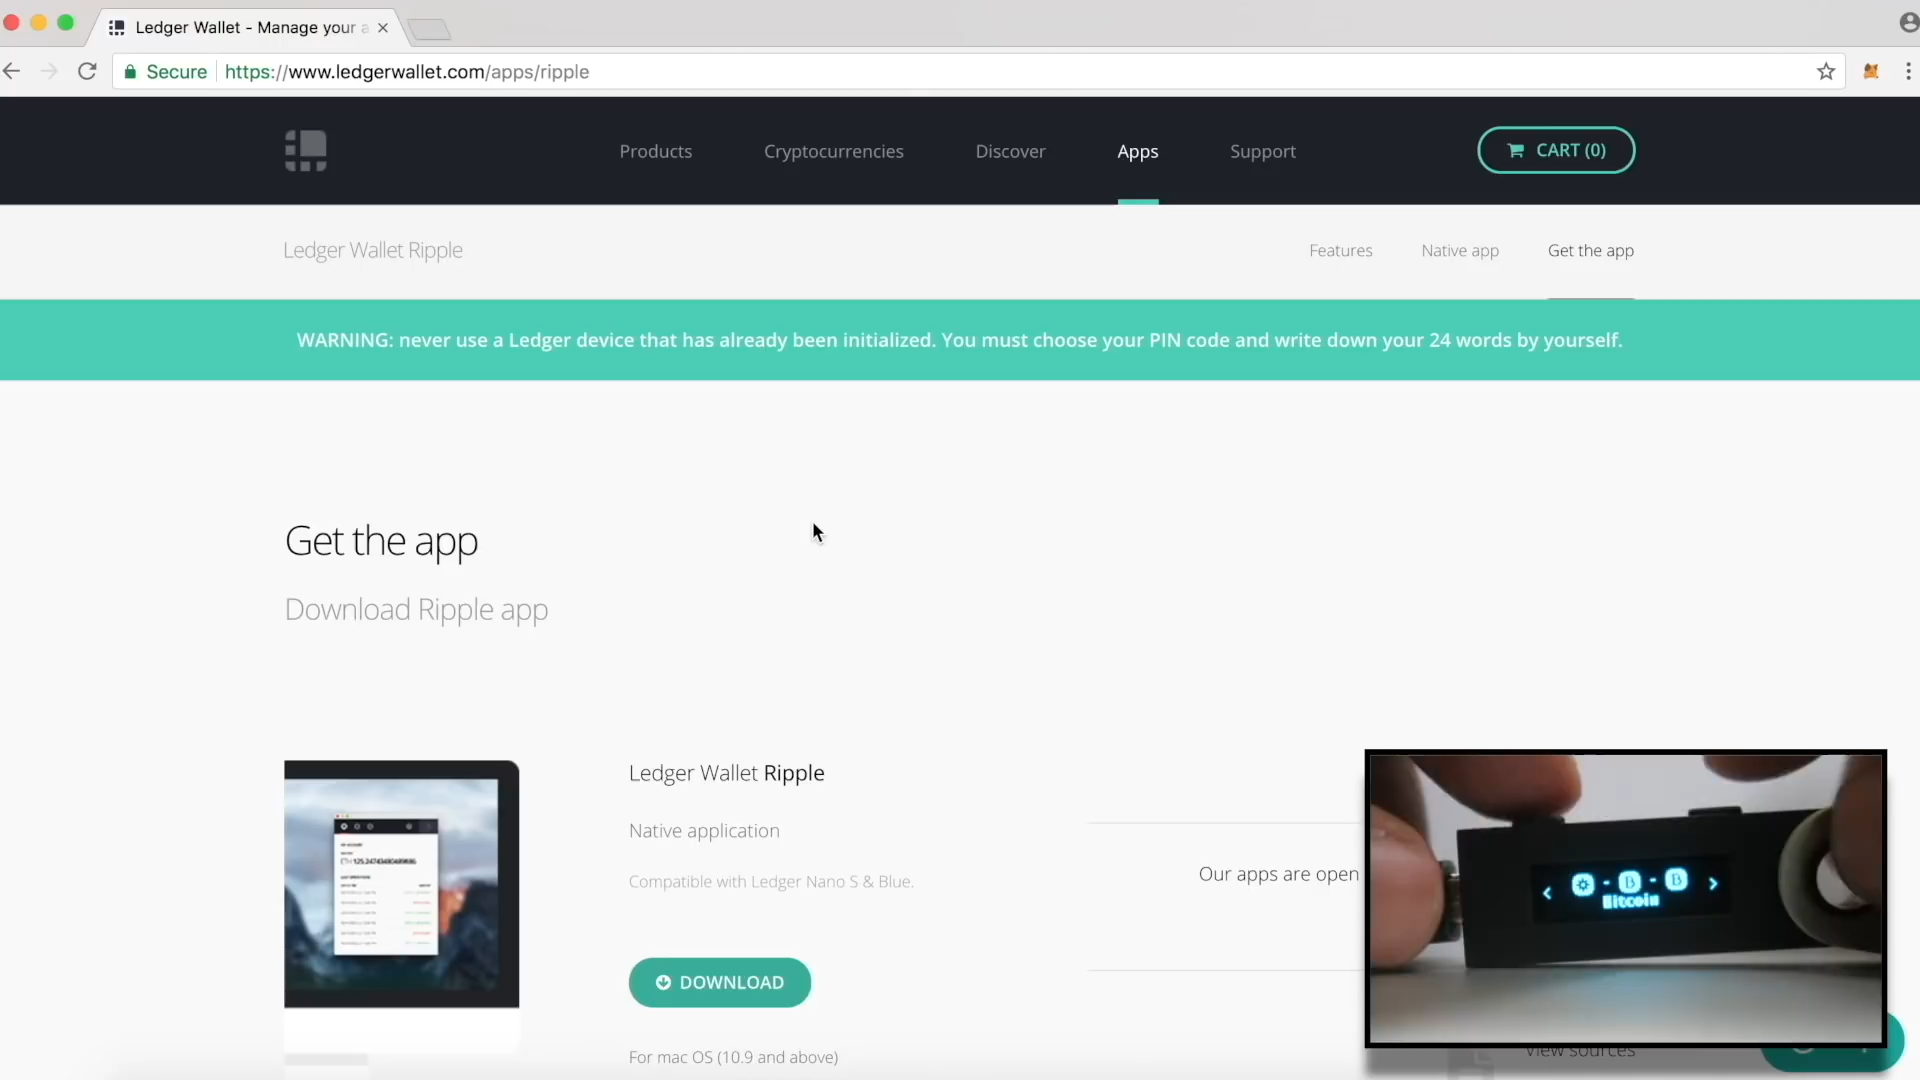 Ledger Wallet - Manage your a
Secure
https://www.ledgerwallet.com/apps/ripple
Products
Cryptocurrencies
Discover
Apps
Support
CART (0)
Ledger Wallet Ripple
Features
Native app
Get the app
WARNING: never use a Ledger device that has already been initialized. You must choose your PIN code and write down your 24 words by yourself.
Get the app
Download Ripple app
Ledger Wallet Ripple
Native application
Compatible with Ledger Nano S & Blue.
DOWNLOAD
For mac OS (10.9 and above)
Our apps are open
Bitcoin
View sources